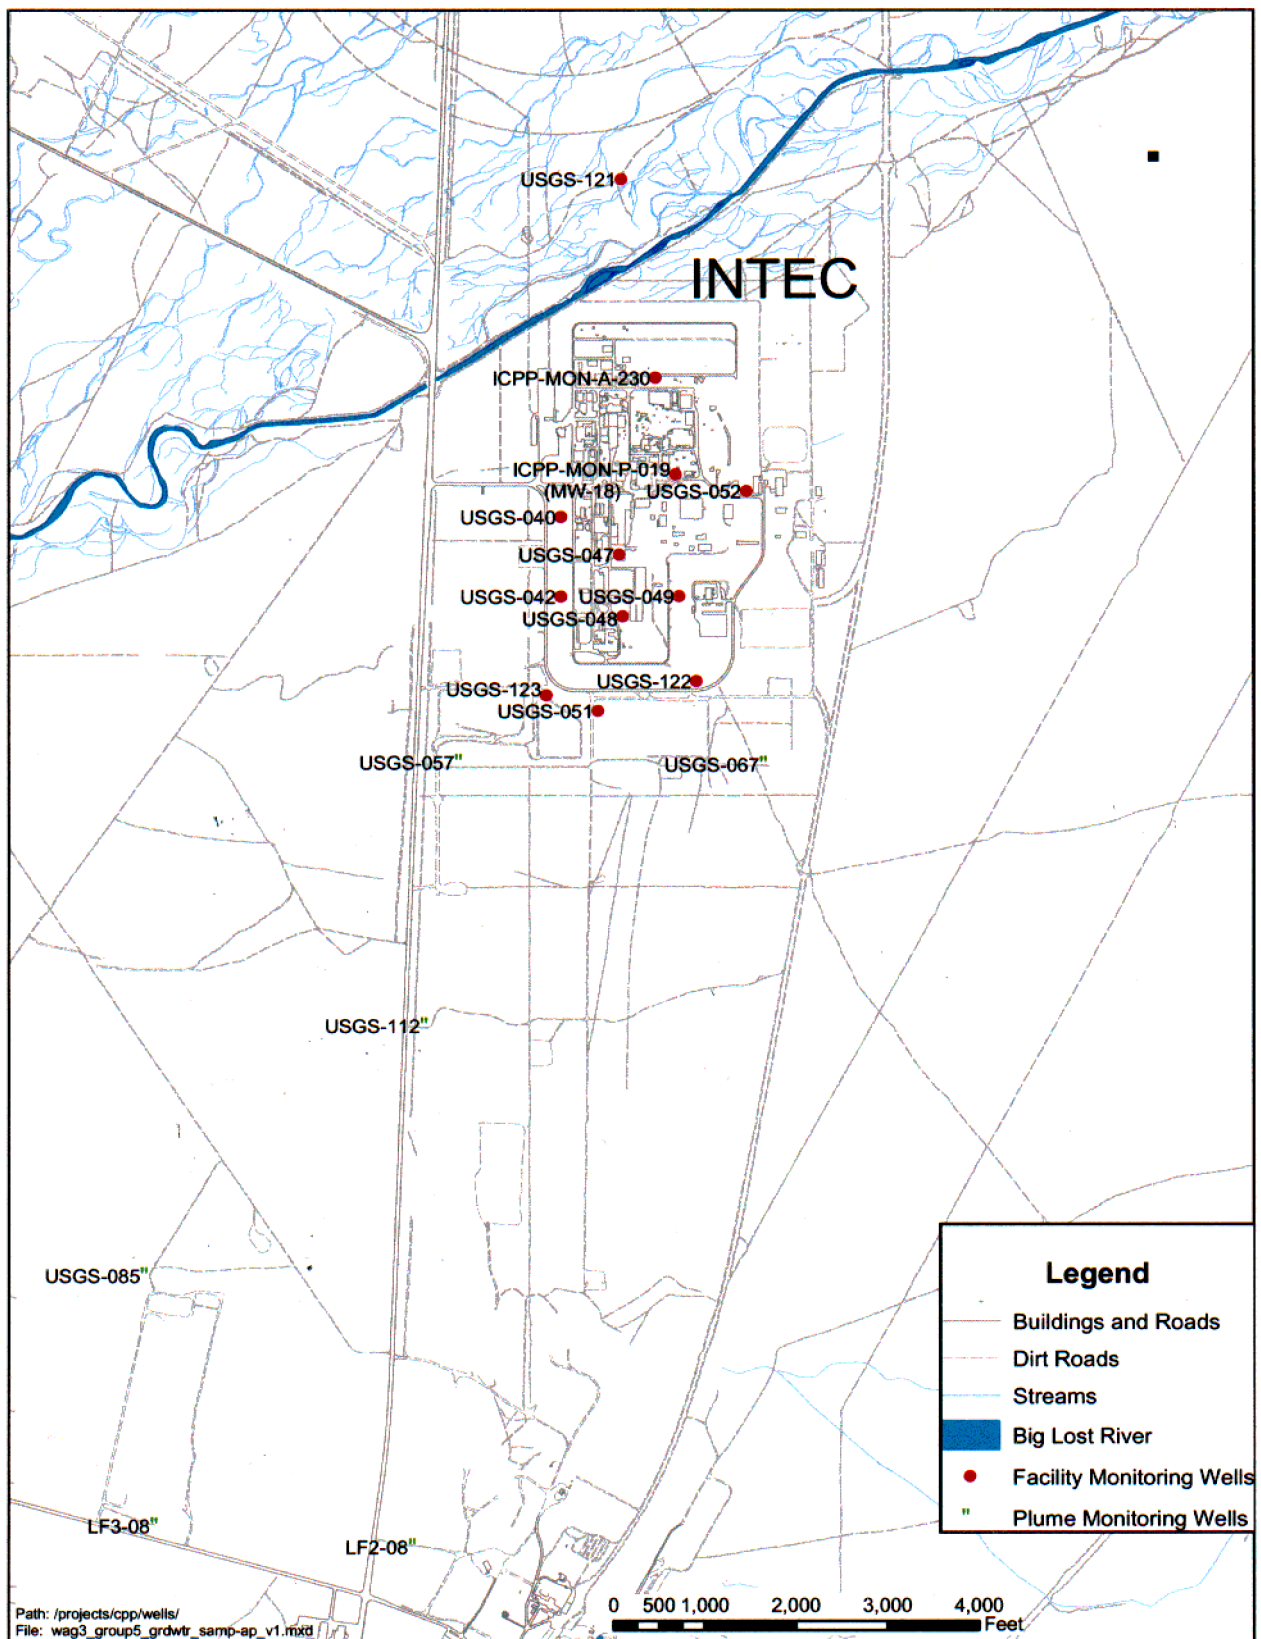 USGS-121
INTEC
ICPP-MON-A-230
ICPP-MON-P-019
(MW-18)
USGS-052
USGS-040
USGS-047
USGS-042
USGS-049
USGS-048
USGS-122
USGS-123
USGS-051
USGS-057"
USGS-067"
USGS-112"
USGS-085"
LF3-08"
LF2-08"
Legend
Buildings and Roads
Dirt Roads
Streams
Big Lost River
Facility Monitoring Wells
" Plume Monitoring Wells
0 500 1,000 2,000 3,000 4,000
Feet
Path: /projects/cpp/wells/
File: wag3_group5_grdwtr_samp-ap_v1.mxd